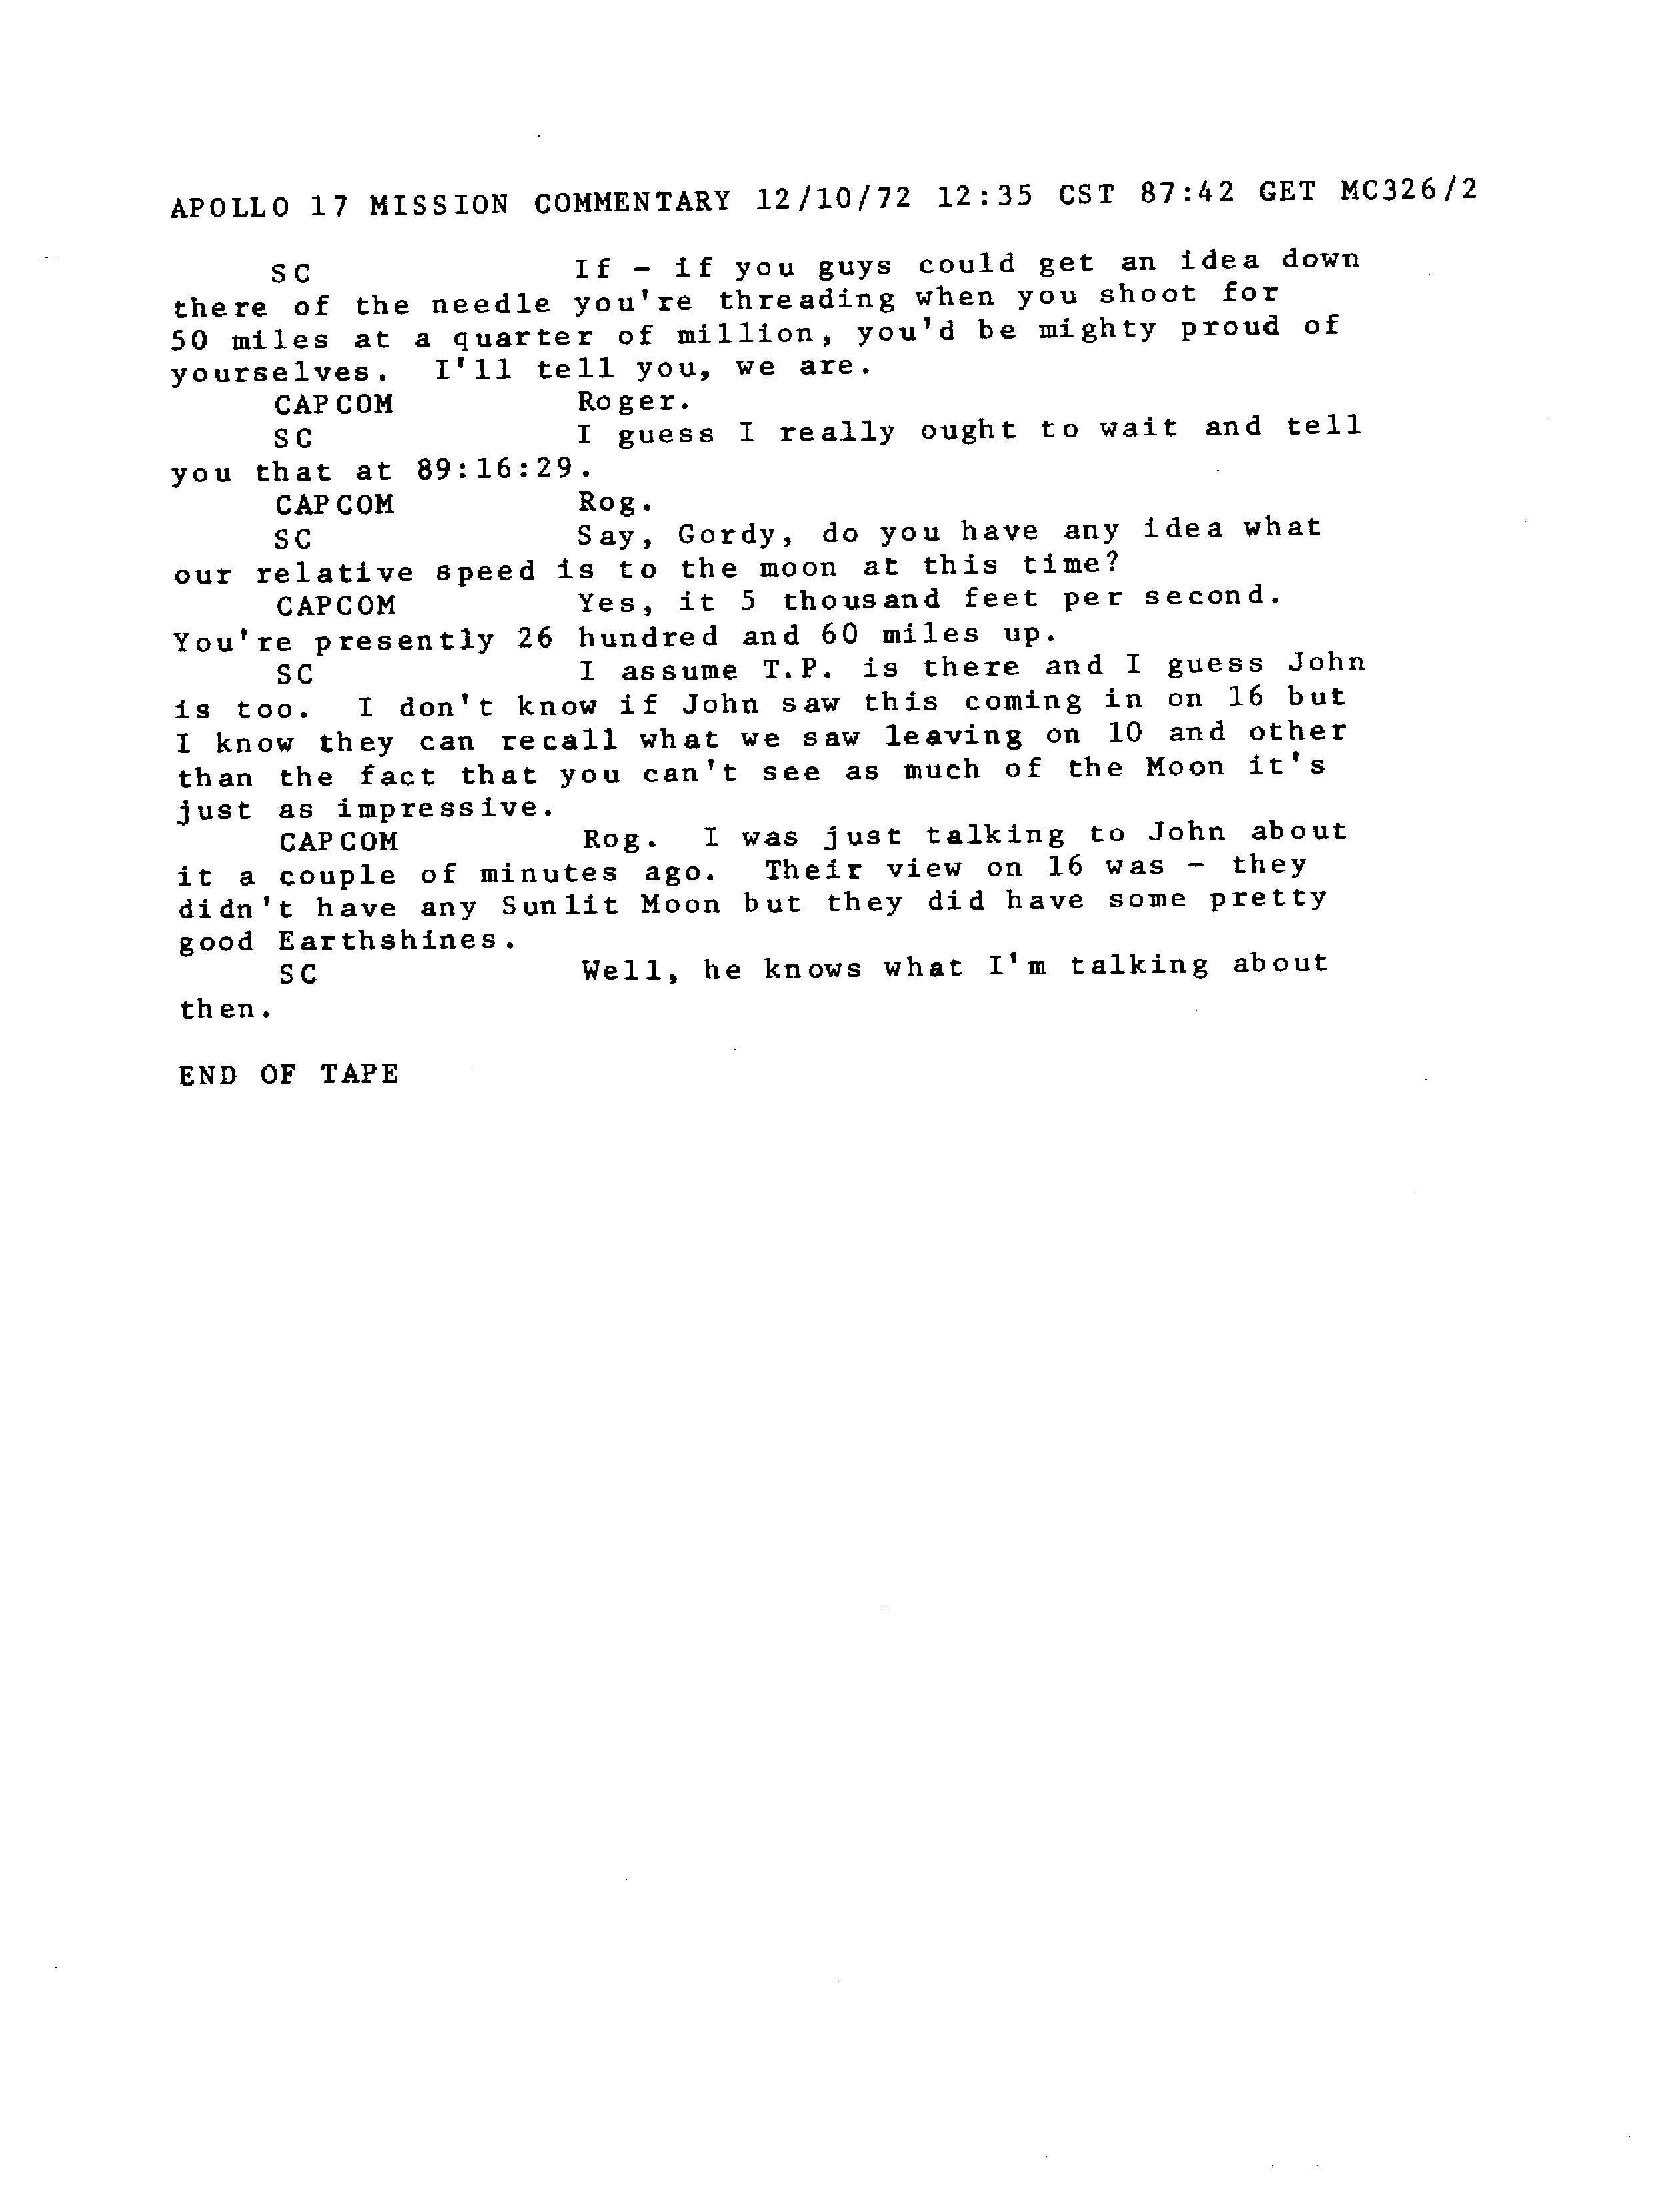 APOLLO 17 MISSION COMMENTARY 12/10/72 12:35 CST 87:42 GET MC326/2
SC If - if you guys could get an idea down
there of the needle you're threading when you shoot for
50 miles at a quarter of million, you'd be mighty proud of
yourselves. I'll tell you, we are.
CAPCOM Roger.
SC I guess I really ought to wait and tell
you that at 89:16:29.
CAPCOM Rog.
SC Say, Gordy, do you have any idea what
our relative speed is to the moon at this time?
CAPCOM Yes, it 5 thousand feet per second.
You're presently 26 hundred and 60 miles up.
SC I assume T.P. is there and I guess John
is too. I don't know if John saw this coming in on 16 but
I know they can recall what we saw leaving on 10 and other
than the fact that you can't see as much of the Moon it's
just as impressive.
CAPCOM Rog. I was just talking to John about
it a couple of minutes ago. Their view on 16 was - they
didn't have any Sunlit Moon but they did have some pretty
good Earthshines.
SC Well, he knows what I'm talking about
then.
END OF TAPE